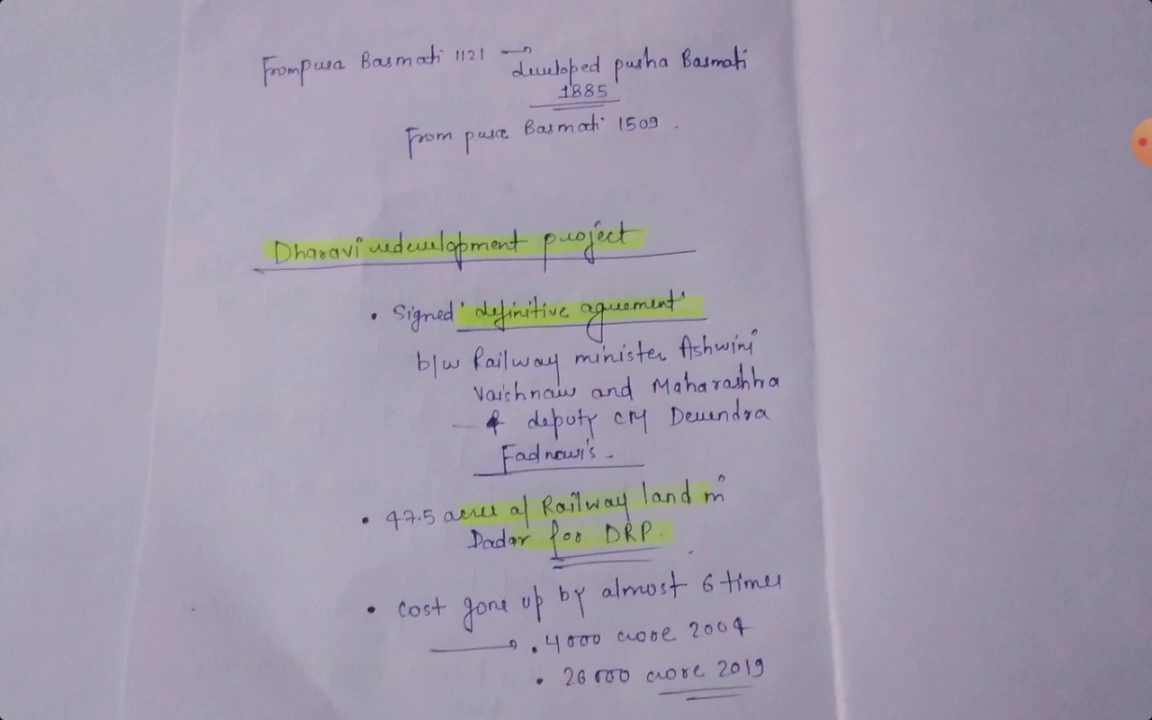 From pusa Basmati 1121 → developed pusha Basmati
1885
From pusa Basmati 1509.
Dharavi redevelopment project
• Signed 'definitive agreement'
b/w Railway minister Ashwini
Vaishnaw and Maharashtra
deputy CM Devendra
Fadnavis.
• 47.5 acres of Railway land in
Dadar for DRP.
• cost gone up by almost 6 times
→ • 4000 crore 2004
• 26000 crore 2019